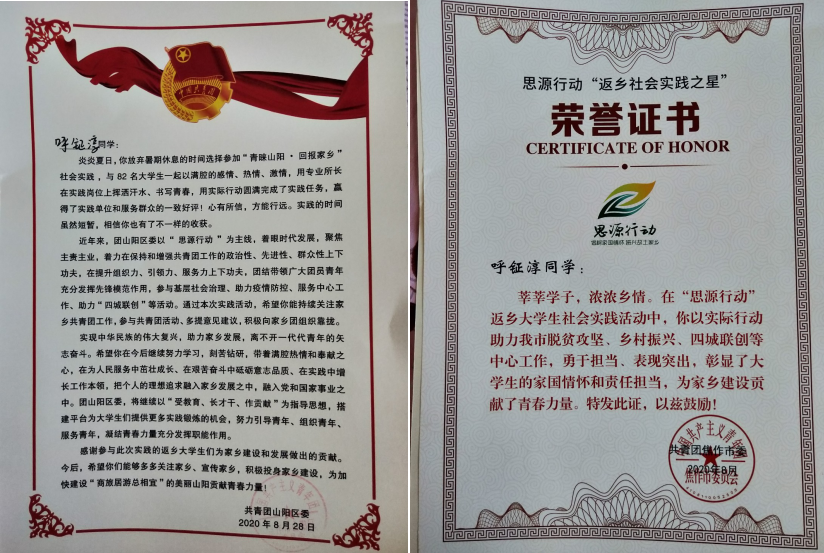 呼钲淳同学:
炎炎夏日,你放弃暑期休息的时间选择参加“青睐山阳·回报家乡”
社会实践,与82名大学生一起以满腔的感情、热情、激情,用专业所长
在实践岗位上挥洒汗水、书写青春,用实际行动圆满完成了实践任务,赢
得了实践单位和服务群众的一致好评!心有所信,方能行远。实践的时间
虽然短暂,相信你也有了不一样的收获。
近年来,团山阳区委以“思源行动”为主线,着眼时代发展,聚焦
主责主业,着力在保持和增强共青团工作的政治性、先进性、群众性上下
功夫,在提升组织力、引领力、服务力上下功夫,团结带领广大团员青年
充分发挥先锋模范作用,参与基层社会治理、助力疫情防控、服务中心工
作、助力“四城联创”等活动。通过本次实践活动,希望你能持续关注家
乡共青团工作,参与共青团活动、多提意见建议,积极向家乡团组织靠拢。
实现中华民族的伟大复兴,助力家乡发展,离不开一代代青年的矢
志奋斗。希望你在今后继续努力学习,刻苦钻研,带着满腔热情和奉献之
心,在为人民服务中茁壮成长、在艰苦奋斗中砥砺意志品质、在实践中增
长工作本领,把个人的理想追求融入家乡发展之中,融入党和国家事业之
中。团山阳区委,将继续以“受教育、长才干、作贡献”为指导思想,搭
建平台为大学生们提供更多实践锻炼的机会,努力引导青年、组织青年、
服务青年,凝结青春力量充分发挥职能作用。
感谢参与此次实践的返乡大学生们为家乡建设和发展做出的贡献。
今后,希望你们能够多多关注家乡、宣传家乡,积极投身家乡建设,为加
快建设“商旅居游总相宜”的美丽山阳贡献青春力量!
共青团山阳区委
2020年8月28日
思源行动“返乡社会实践之星”
荣誉证书
CERTIFICATE OF HONOR
思源行动
呼钲淳同学:
莘莘学子,浓浓乡情。在“思源行动”
返乡大学生社会实践活动中,你以实际行动
助力我市脱贫攻坚、乡村振兴、四城联创等
中心工作,勇于担当、表现突出,彰显了大
学生的家国情怀和责任担当,为家乡建设贡
献了青春力量。特发此证,以兹鼓励!
共青团焦作市委
2020年8月
焦作市委员会